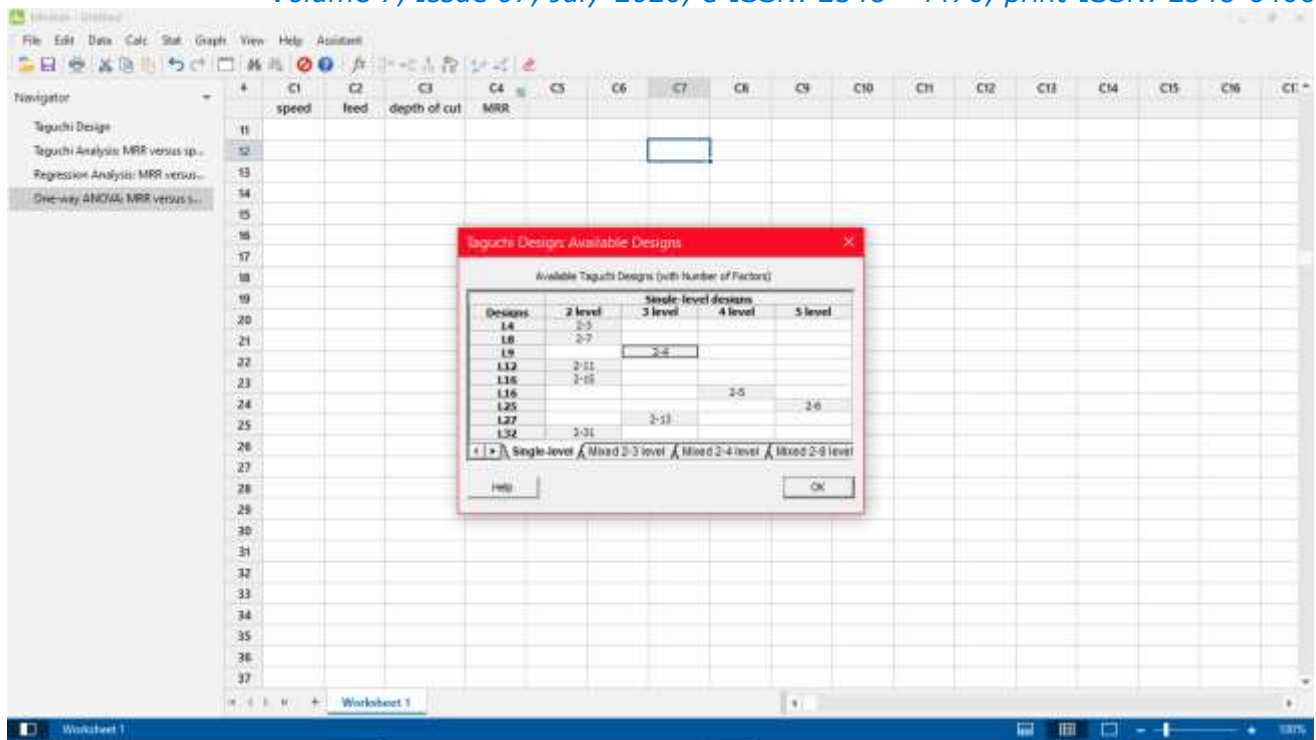 Volume 7, Issue 07, July 2020, e-ISSN: 2348 - 4470, print-ISSN: 2348-6406
Minitab - Untitled
File Edit Data Calc Stat Graph View Help Assistant
Navigator
Taguchi Design
Taguchi Analysis: MRR versus sp...
Regression Analysis: MRR versus...
One-way ANOVA: MRR versus s...
C1 C2 C3 C4 C5 C6 C7 C8 C9 C10 C11 C12 C13 C14 C15 C16
speed feed depth of cut MRR
11
12
13
14
15
16
17
18
19
20
21
22
23
24
25
26
27
28
29
30
31
32
33
34
35
36
37
Taguchi Design: Available Designs
Available Taguchi Designs (with Number of Factors)
Single-level designs
Designs 2 level 3 level 4 level 5 level
L4 2-3
L8 2-7
L9 2-4
L12 2-11
L16 2-15
L16 2-5
L25 2-6
L27 2-13
L32 2-31
Single-level Mixed 2-3 level Mixed 2-4 level Mixed 2-8 level
Help OK
Worksheet 1
Worksheet 1
100%